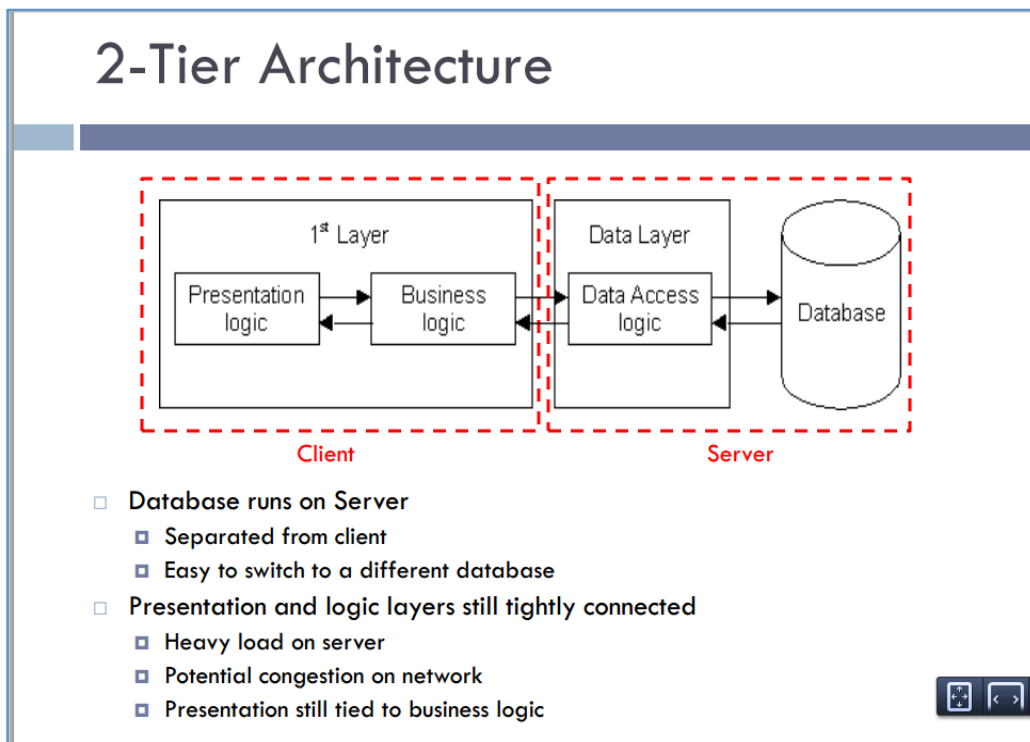 2-Tier Architecture
1st Layer
Data Layer
Presentation
logic
Business
logic
Data Access
logic
Database
Client
Server
Database runs on Server
Separated from client
Easy to switch to a different database
Presentation and logic layers still tightly connected
Heavy load on server
Potential congestion on network
Presentation still tied to business logic